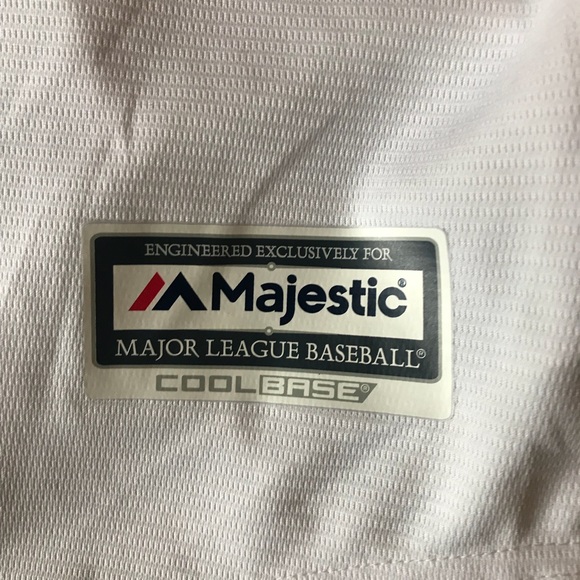 ENGINEERED EXCLUSIVELY FOR
Majestic®
MAJOR LEAGUE BASEBALL®
COOLBASE®